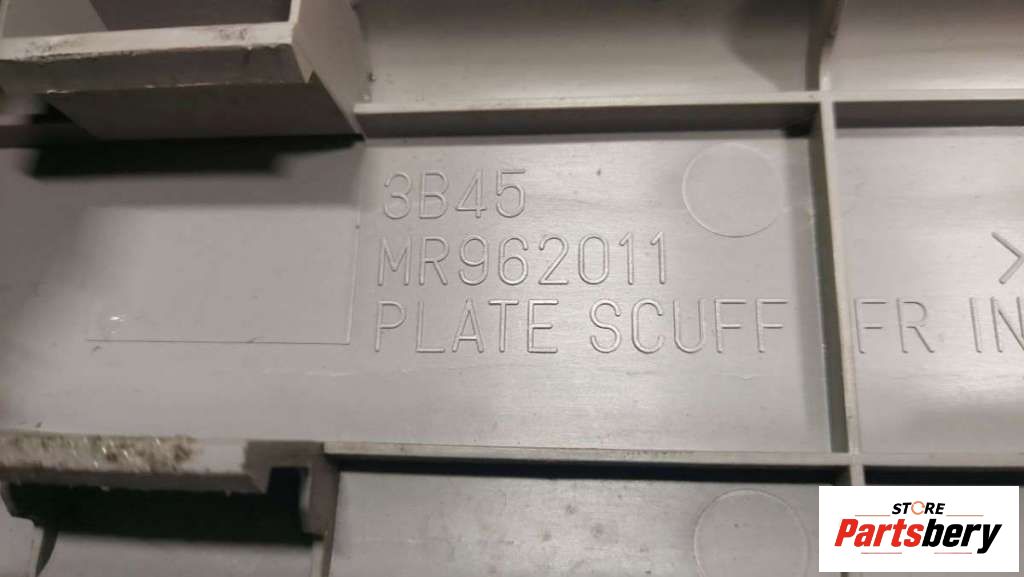 3B45
MR962011
>
PLATE SCUFF FR IN
STORE
Partsbery